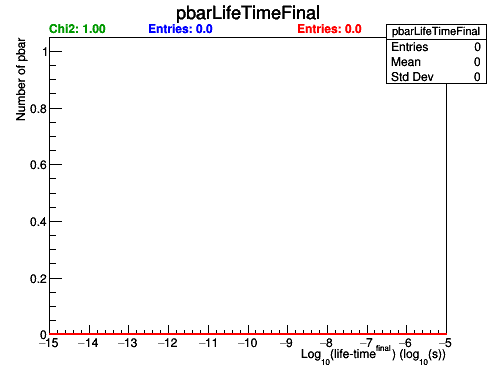 pbarLifeTimeFinal
Chi2: 1.00 Entries: 0.0 Entries: 0.0
pbarLifeTimeFinal
Entries 0
Mean 0
Std Dev 0
Number of pbar
1
0.8
0.6
0.4
0.2
0
−15 −14 −13 −12 −11 −10 −9 −8 −7 −6 −5
Log10(life-time^final) (log10(s))